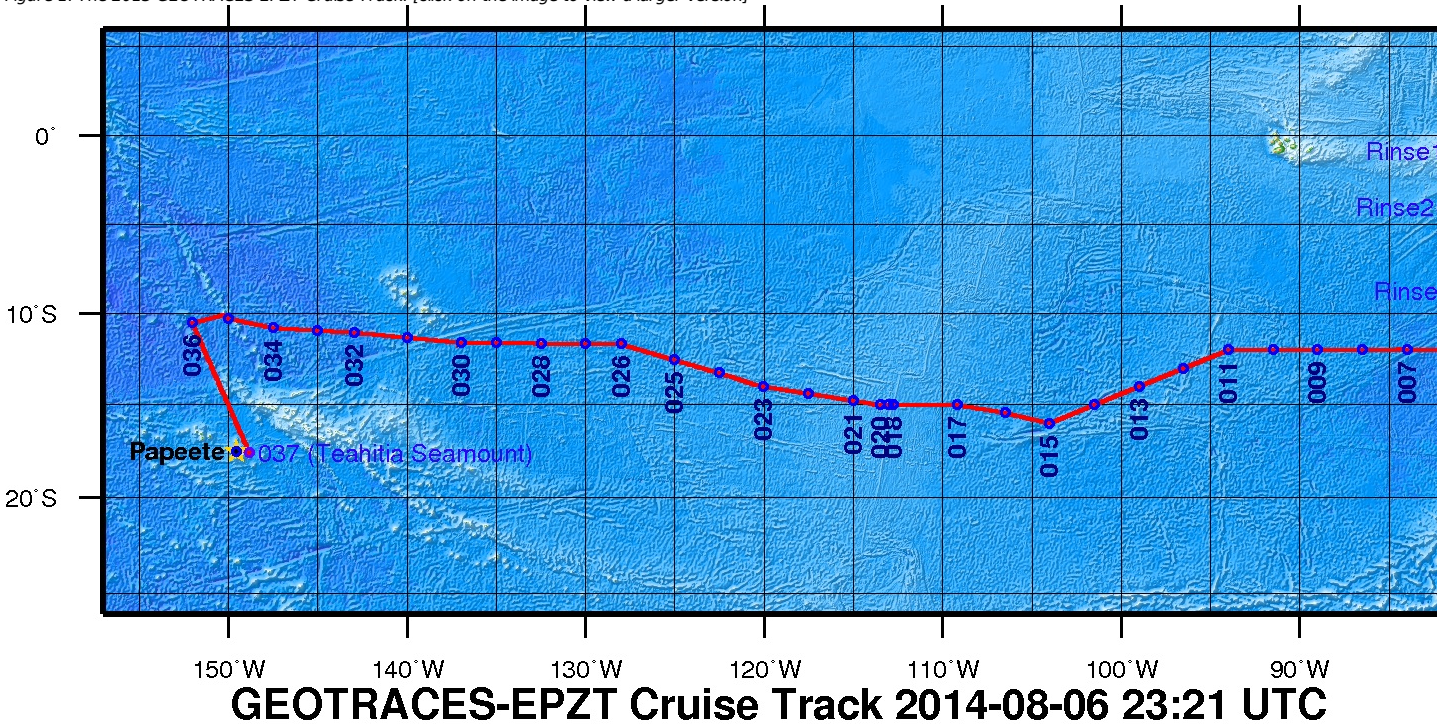 0°
Rinse1
Rinse2
10°S
Rinse
036
034
032
030
028
026
025
023
021
020
018
017
015
013
011
009
007
Papeete
037 (Teahitia Seamount)
20°S
150°W
140°W
130°W
120°W
110°W
100°W
90°W
GEOTRACES-EPZT Cruise Track 2014-08-06 23:21 UTC